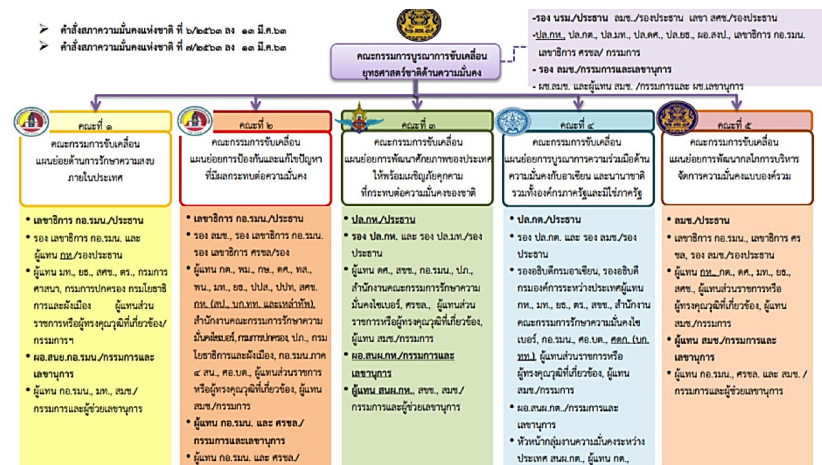 ➢ คำสั่งสภาความมั่นคงแห่งชาติ ที่ ๖/๒๕๖๓ ลง ๑๓ มี.ค.๖๓
➢ คำสั่งสภาความมั่นคงแห่งชาติ ที่ ๗/๒๕๖๓ ลง ๑๓ มี.ค.๖๓
คณะกรรมการบูรณาการขับเคลื่อน
ยุทธศาสตร์ชาติด้านความมั่นคง
-รอง นรม./ประธาน ลมช./รองประธาน เลขา สศช./รองประธาน
-ปล.กห., ปล.กต., ปล.มท., ปล.ดศ., ปล.ยธ., ผอ.สงป., เลขาธิการ กอ.รมน.
เลขาธิการ ศรชล/ กรรมการ
- รอง ลมช./กรรมการและเลขานุการ
- ผช.ลมช. และผู้แทน สมช. /กรรมการและ ผช.เลขานุการ
คณะที่ ๑
คณะกรรมการขับเคลื่อน
แผนย่อยด้านการรักษาความสงบ
ภายในประเทศ
• เลขาธิการ กอ.รมน./ประธาน
• รอง เลขาธิการ กอ.รมน. และ
ผู้แทน กห./รองประธาน
• ผู้แทน มท., ยธ., สศช., ตร., กรมการ
ศาสนา, กรมการปกครอง กรมโยธาธิ
การและผังเมือง ผู้แทนส่วน
ราชการหรือผู้ทรงคุณวุฒิที่เกี่ยวข้อง/
กรรมการฯ
• ผอ.สนย.กอ.รมน./กรรมการและ
เลขานุการ
• ผู้แทน กอ.รมน., มท., สมช./
กรรมการและผู้ช่วยเลขานุการ
คณะที่ ๒
คณะกรรมการขับเคลื่อน
แผนย่อยการป้องกันและแก้ไขปัญหา
ที่มีผลกระทบต่อความมั่นคง
• เลขาธิการ กอ.รมน./ประธาน
• รอง ลมช., รอง เลขาธิการ กอ.รมน.
รอง เลขาธิการ ศรชล/รอง
• ผู้แทน กต., พม., กษ., ดศ., ทส.,
พน., มท., ยธ., ปปส., ปปท, สศช.
กห. (สป., บก.ทท. และเหล่าทัพ),
สำนักงานคณะกรรมการรักษาความ
มั่นคงไซเบอร์, กรมการปกครอง, ปภ., กรม
โยธาธิการและผังเมือง, กอ.รมน.ภาค
๔ สน., ศอ.บต., ผู้แทนส่วนราชการ
หรือผู้ทรงคุณวุฒิที่เกี่ยวข้อง, ผู้แทน
สมช./กรรมการ
• ผู้แทน กอ.รมน. และ ศรชล./
กรรมการและเลขานุการ
• ผู้แทน กอ.รมน. และ ศรชล./
คณะที่ ๓
คณะกรรมการขับเคลื่อน
แผนย่อยการพัฒนาศักยภาพของประเทศ
ให้พร้อมเผชิญภัยคุกคาม
ที่กระทบต่อความมั่นคงของชาติ
• ปล.กห./ประธาน
• รอง ปล.กห. และ รอง ปล.มท./รอง
ประธาน
• ผู้แทน ดศ., สขช., กอ.รมน., ปภ.,
สำนักงานคณะกรรมการรักษาความ
มั่นคงไซเบอร์, ศรชล., ผู้แทนส่วน
ราชการหรือผู้ทรงคุณวุฒิที่เกี่ยวข้อง,
ผู้แทน สมช./กรรมการ
• ผอ.สนผ.กห./กรรมการและ
เลขานุการ
• ผู้แทน สนผ.กห., สขช., สมช./
กรรมการและผู้ช่วยเลขานุการ
คณะที่ ๔
คณะกรรมการขับเคลื่อน
แผนย่อยการบูรณาการความร่วมมือด้าน
ความมั่นคงกับอาเซียน และนานาชาติ
รวมทั้งองค์กรภาครัฐและมิใช่ภาครัฐ
• ปล.กต./ประธาน
• รอง ปล.กต. และ รอง ลมช./รอง
ประธาน
• รองอธิบดีกรมอาเซียน, รองอธิบดี
กรมองค์การระหว่างประเทศผู้แทน
กห., มท., ยธ., ตร., สขช., สำนักงาน
คณะกรรมการรักษาความมั่นคงไซ
เบอร์, กอ.รมน., ศอ.บต., ศตก. (บก.
ทท.), ผู้แทนส่วนราชการหรือ
ผู้ทรงคุณวุฒิที่เกี่ยวข้อง, ผู้แทน
สมช./กรรมการ
• ผอ.สนผ.กต./กรรมการและ
เลขานุการ
• หัวหน้ากลุ่มงานความมั่นคงระหว่าง
ประเทศ สนผ.กต., ผู้แทน กต.,
คณะที่ ๕
คณะกรรมการขับเคลื่อน
แผนย่อยการพัฒนากลไกการบริหาร
จัดการความมั่นคงแบบองค์รวม
• ลมช./ประธาน
• เลขาธิการ กอ.รมน., เลขาธิการ ศร
ชล, รอง ลมช./รองประธาน
• ผู้แทน กห., กต., ดศ., มท., ยธ.,
สศช., ผู้แทนส่วนราชการหรือ
ผู้ทรงคุณวุฒิที่เกี่ยวข้อง, ผู้แทน
สมช./กรรมการ
• ผู้แทน สมช./กรรมการและ
เลขานุการ
• ผู้แทน กอ.รมน., ศรชล. และ สมช. /
กรรมการและผู้ช่วยเลขานุการ